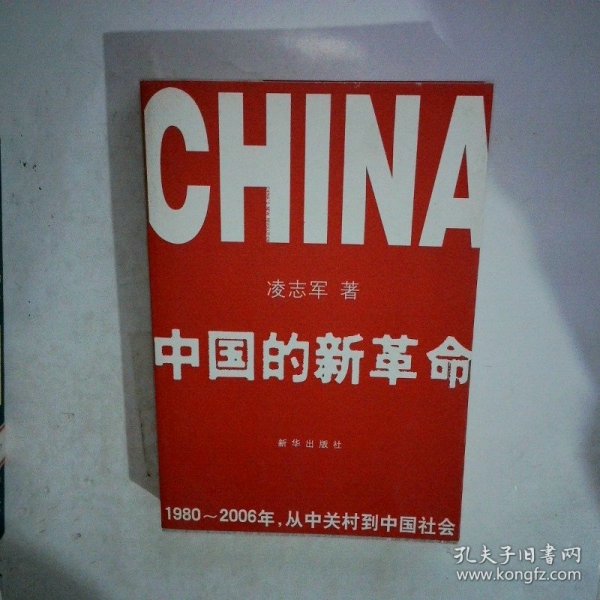 CHINA
凌志军 著
中国的新革命
新华出版社
1980～2006年，从中关村到中国社会
孔夫子旧书网
www.kongfz.com